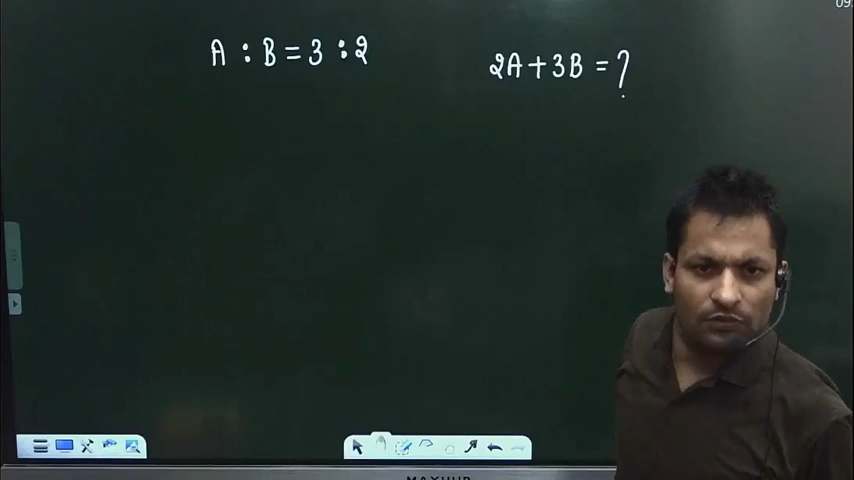 A : B = 3 : 2
2A + 3B = ?